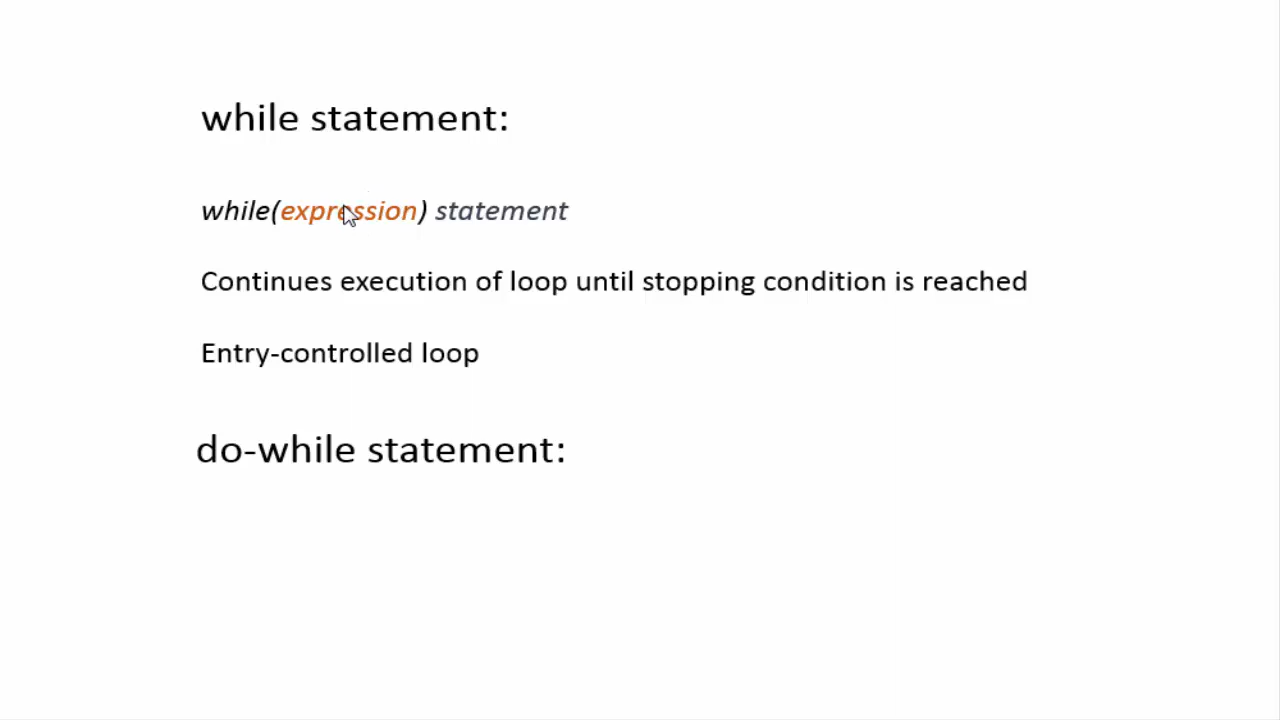 while statement:
while(expression) statement
Continues execution of loop until stopping condition is reached
Entry-controlled loop
do-while statement: